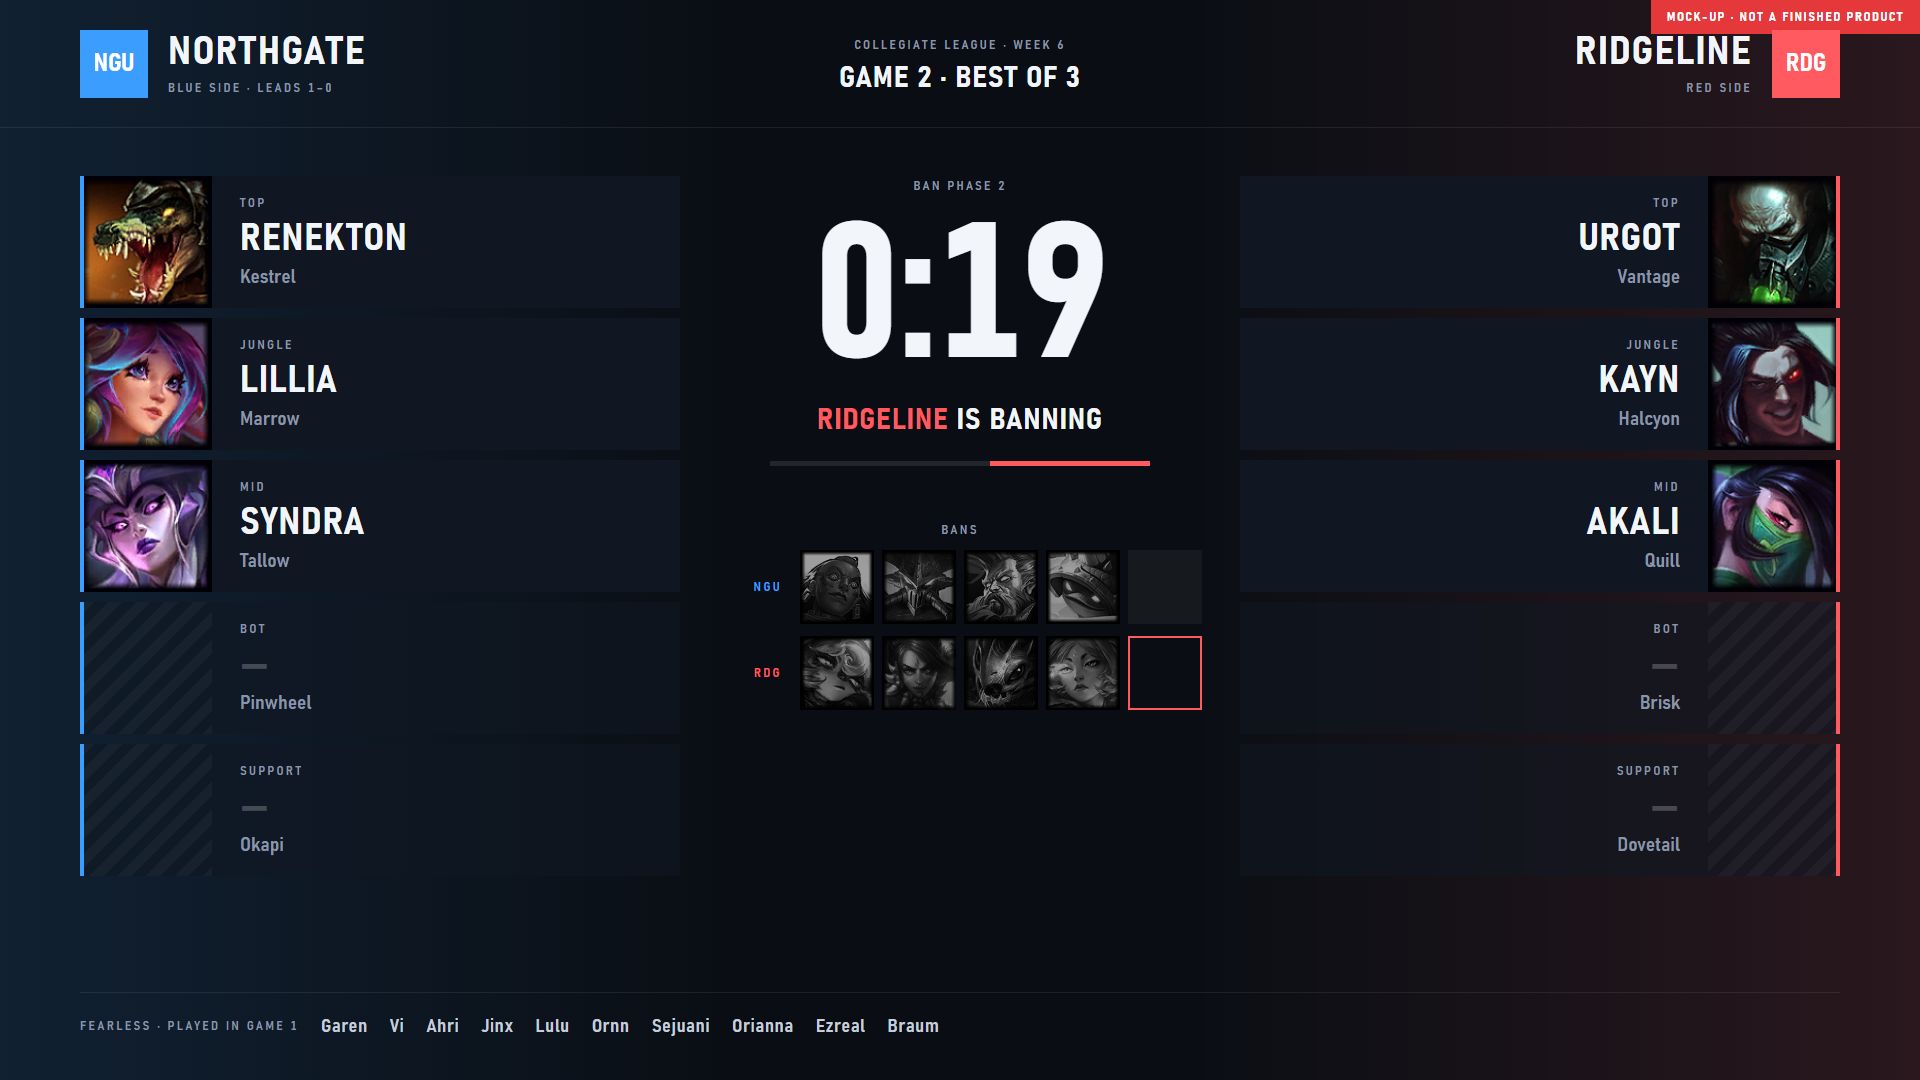 MOCK-UP · NOT A FINISHED PRODUCT
NGU
NORTHGATE
BLUE SIDE · LEADS 1–0
COLLEGIATE LEAGUE · WEEK 6
GAME 2 · BEST OF 3
RIDGELINE
RED SIDE
RDG
TOP
RENEKTON
Kestrel
JUNGLE
LILLIA
Marrow
MID
SYNDRA
Tallow
BOT
—
Pinwheel
SUPPORT
—
Okapi
BAN PHASE 2
0:19
RIDGELINE IS BANNING
BANS
NGU
RDG
TOP
URGOT
Vantage
JUNGLE
KAYN
Halcyon
MID
AKALI
Quill
BOT
—
Brisk
SUPPORT
—
Dovetail
FEARLESS · PLAYED IN GAME 1 Garen Vi Ahri Jinx Lulu Ornn Sejuani Orianna Ezreal Braum